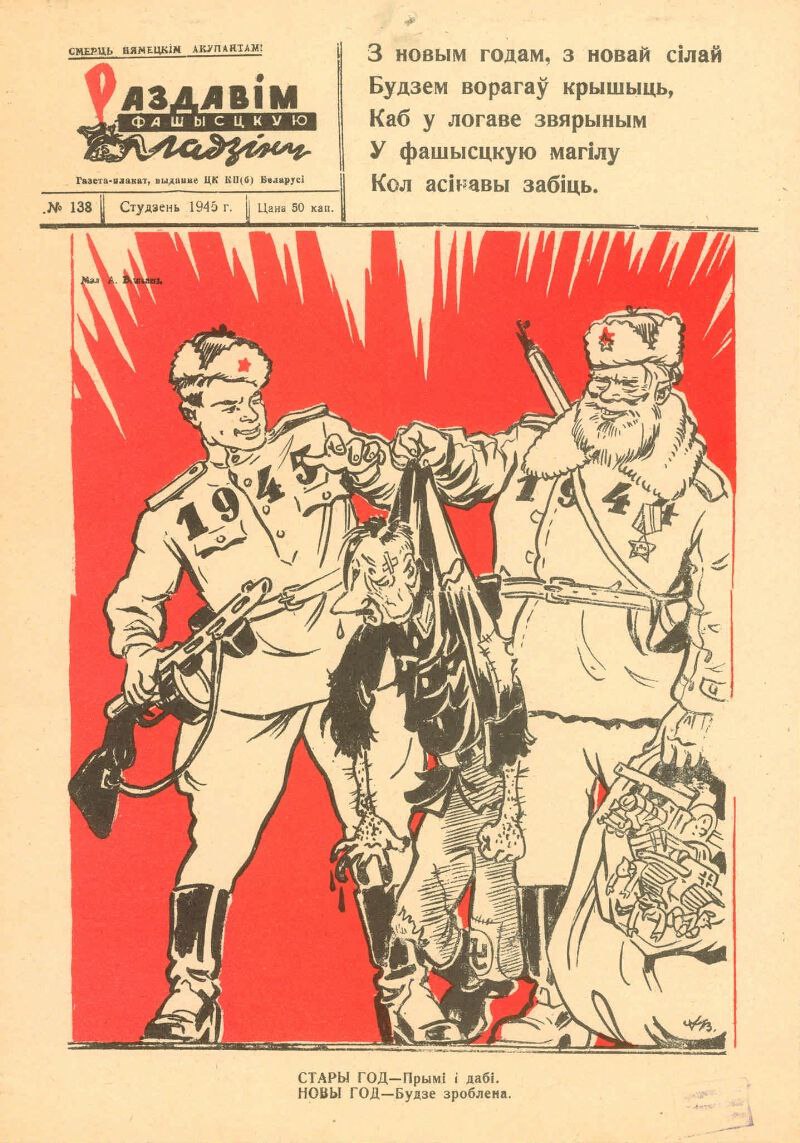 СМЕРЦЬ НЯМЕЦКІМ АКУПАНТАМ!
РАЗДАВІМ
ФАШЫСЦКУЮ
гладзіну
Газета-плакат, выданне ЦК КП(б) Беларусі
№ 138
Студзень 1945 г.
Цана 50 кап.
З новым годам, з новай сілай
Будзем ворагаў крышыць,
Каб у логаве звярыным
У фашысцкую магілу
Кол асінавы забіць.
Мал А.
1945
1944
СТАРЫ ГОД—Прымі і дабі.
НОВЫ ГОД—Будзе зроблена.